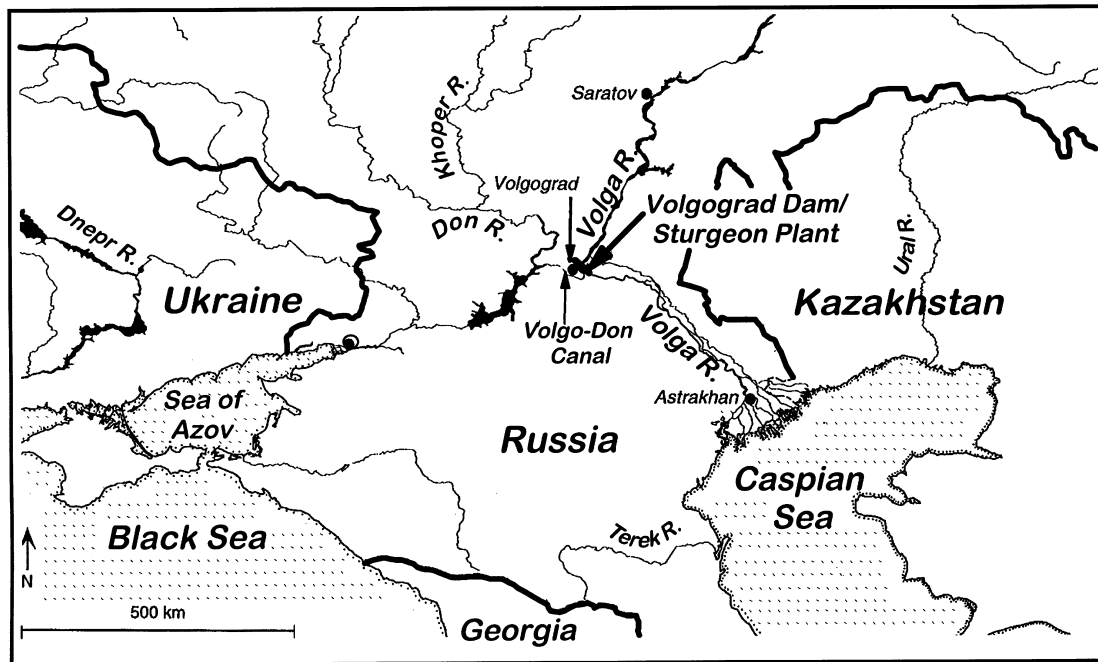 Saratov
Khoper R.
Volgograd
Volga R.
Volgograd Dam/
Sturgeon Plant
Dnepr R.
Don R.
Ural R.
Ukraine
Kazakhstan
Volgo-Don
Canal
Volga R.
Astrakhan
Sea of
Azov
Russia
Caspian
Sea
Black Sea
Terek R.
N
500 km
Georgia